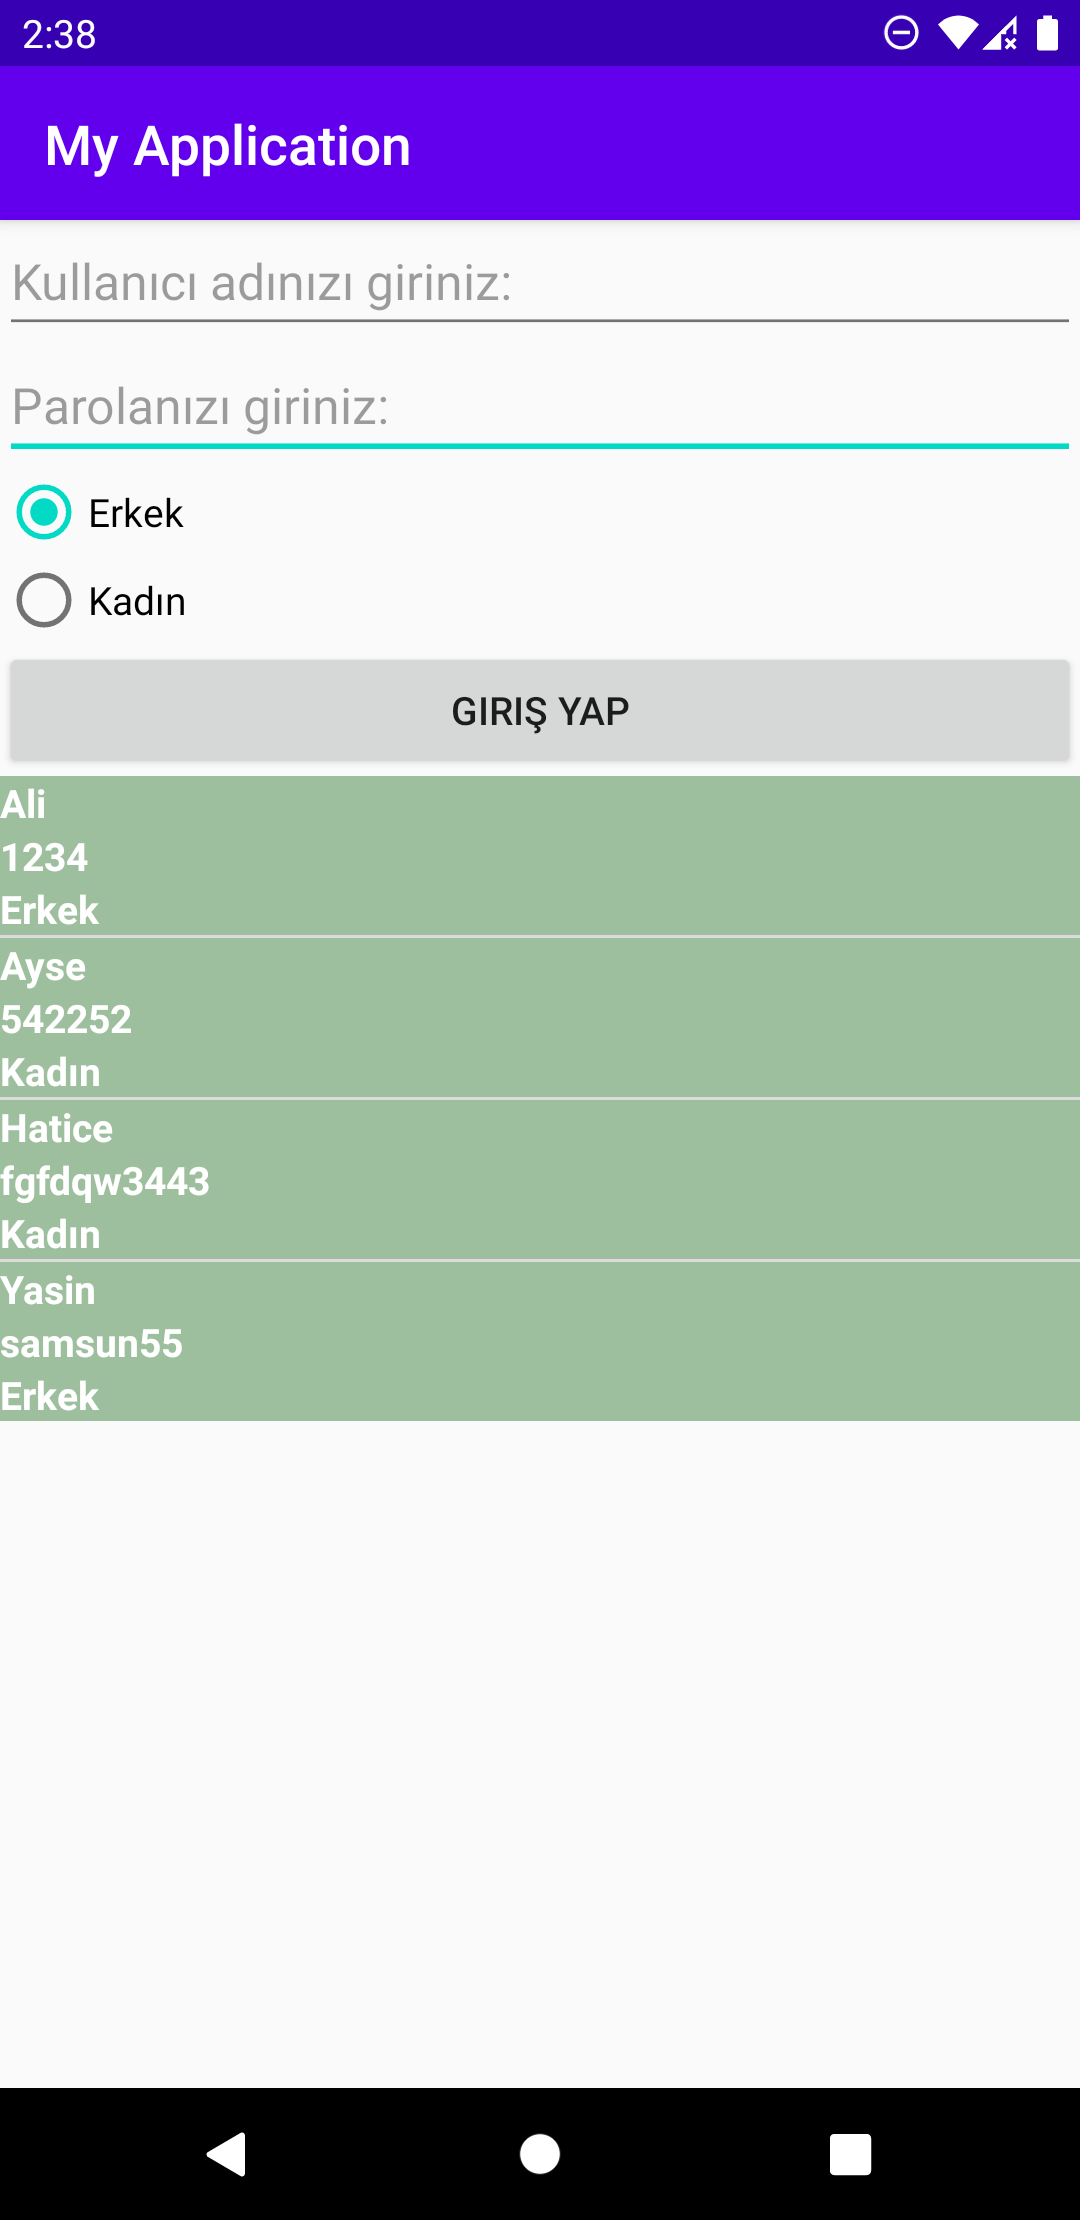 2:38
My Application
Kullanıcı adınızı giriniz:
Parolanızı giriniz:
Erkek
Kadın
GIRIŞ YAP
Ali
1234
Erkek
Ayse
542252
Kadın
Hatice
fgfdqw3443
Kadın
Yasin
samsun55
Erkek